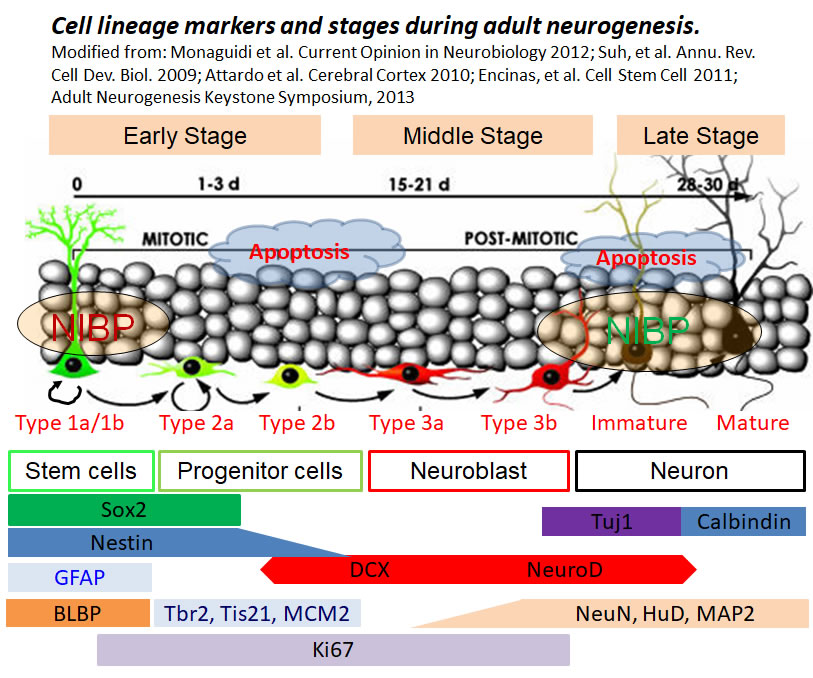 Cell lineage markers and stages during adult neurogenesis.
Modified from: Monaguidi et al. Current Opinion in Neurobiology 2012; Suh, et al. Annu. Rev.
Cell Dev. Biol. 2009; Attardo et al. Cerebral Cortex 2010; Encinas, et al. Cell Stem Cell 2011;
Adult Neurogenesis Keystone Symposium, 2013
Early Stage
Middle Stage
Late Stage
0
1-3 d
15-21 d
28-30 d
MITOTIC
POST-MITOTIC
Apoptosis
Apoptosis
NIBP
NIBP
Type 1a/1b
Type 2a
Type 2b
Type 3a
Type 3b
Immature
Mature
Stem cells
Progenitor cells
Neuroblast
Neuron
Sox2
Tuj1
Calbindin
Nestin
GFAP
DCX
NeuroD
BLBP
Tbr2, Tis21, MCM2
NeuN, HuD, MAP2
Ki67